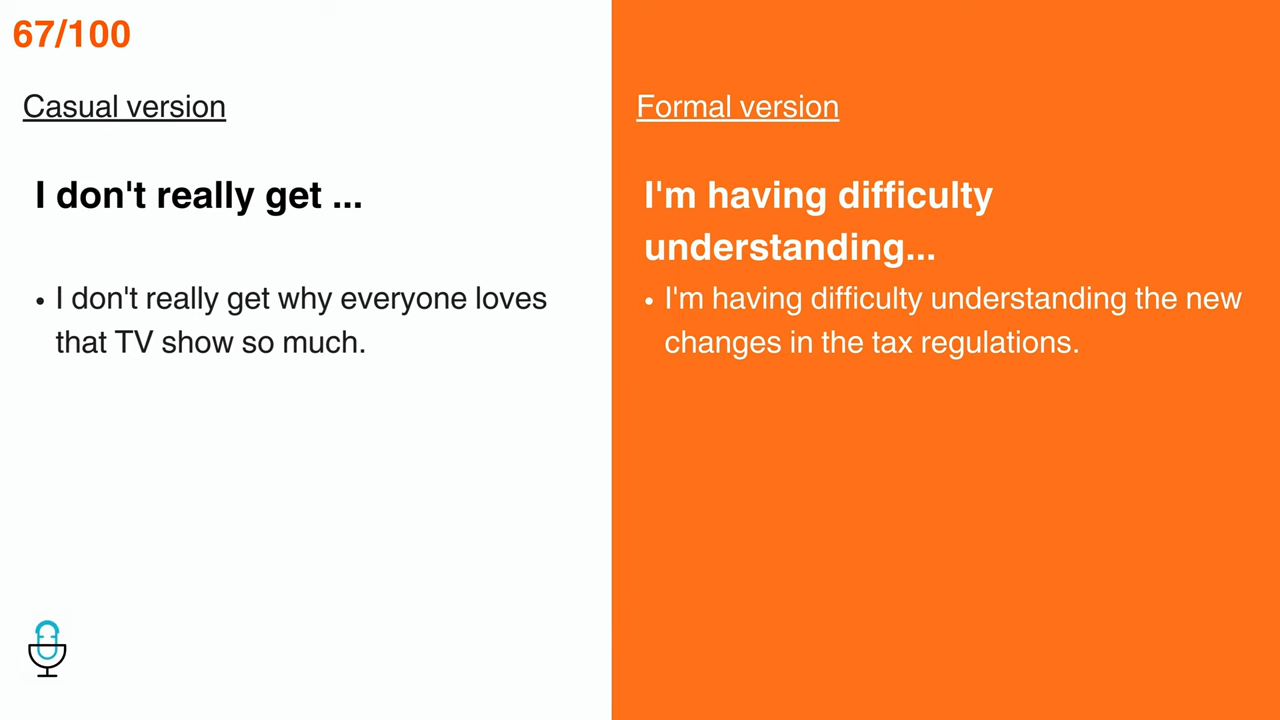 67/100
Casual version
I don't really get ...
• I don't really get why everyone loves
that TV show so much.
Formal version
I'm having difficulty
understanding...
• I'm having difficulty understanding the new
changes in the tax regulations.